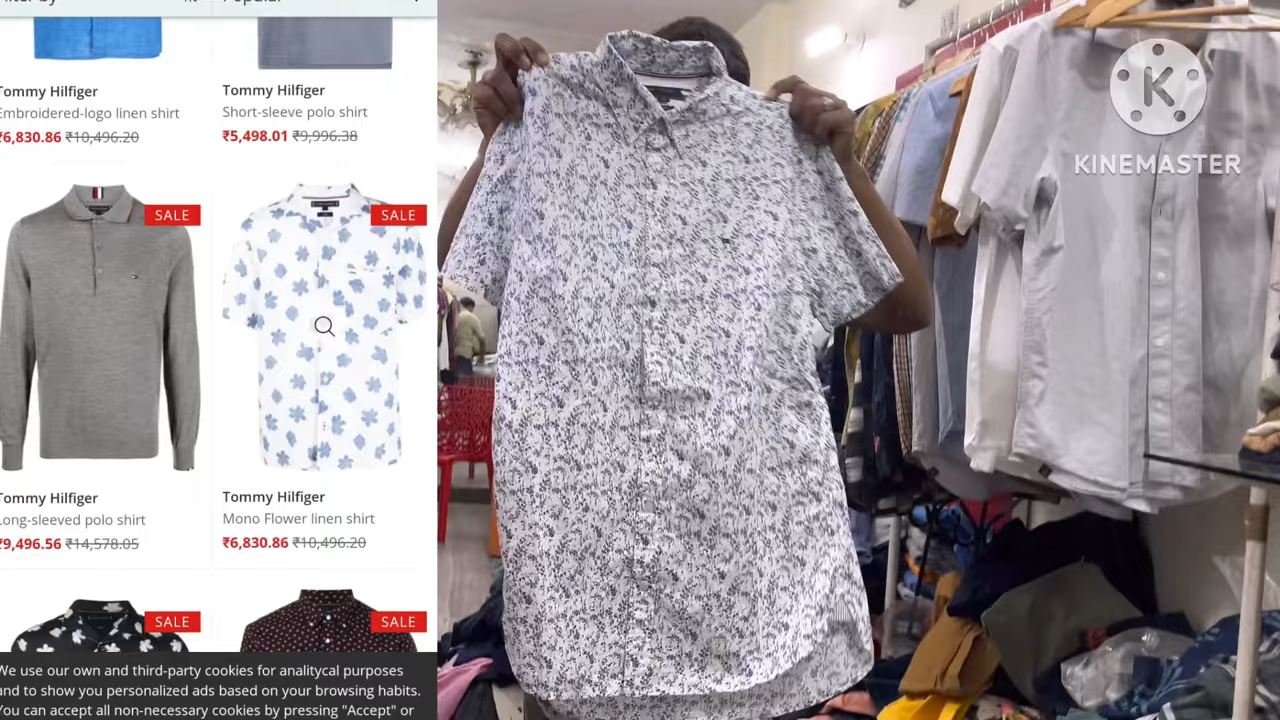 Tommy Hilfiger
Embroidered-logo linen shirt
₹6,830.86 ₹10,496.20
Tommy Hilfiger
Short-sleeve polo shirt
₹5,498.01 ₹9,996.38
SALE
SALE
Tommy Hilfiger
Long-sleeved polo shirt
₹9,496.56 ₹14,578.05
Tommy Hilfiger
Mono Flower linen shirt
₹6,830.86 ₹10,496.20
SALE
SALE
We use our own and third-party cookies for analitycal purposes
and to show you personalized ads based on your browsing habits.
You can accept all non-necessary cookies by pressing "Accept" or
K
KINEMASTER